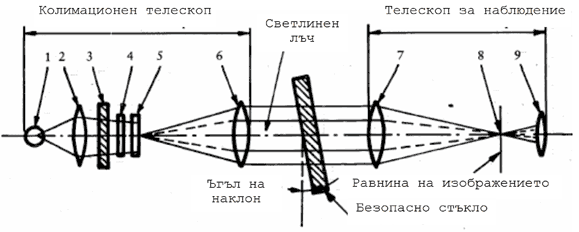 Колимационен телескоп
Телескоп за наблюдение
Светлинен
лъч
1 2 3 4 5 6 7 8 9
Ъгъл на
наклон
Равнина на изображението
Безопасно стъкло